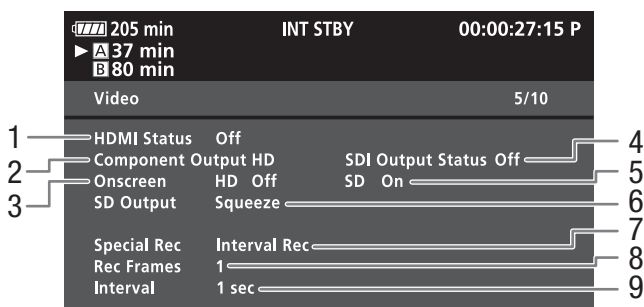 205 min INT STBY 00:00:27:15 P
A 37 min
B 80 min
Video 5/10
1 HDMI Status Off
2 Component Output HD SDI Output Status Off 4
3 Onscreen HD Off SD On 5
SD Output Squeeze 6
Special Rec Interval Rec 7
Rec Frames 1 8
Interval 1 sec 9